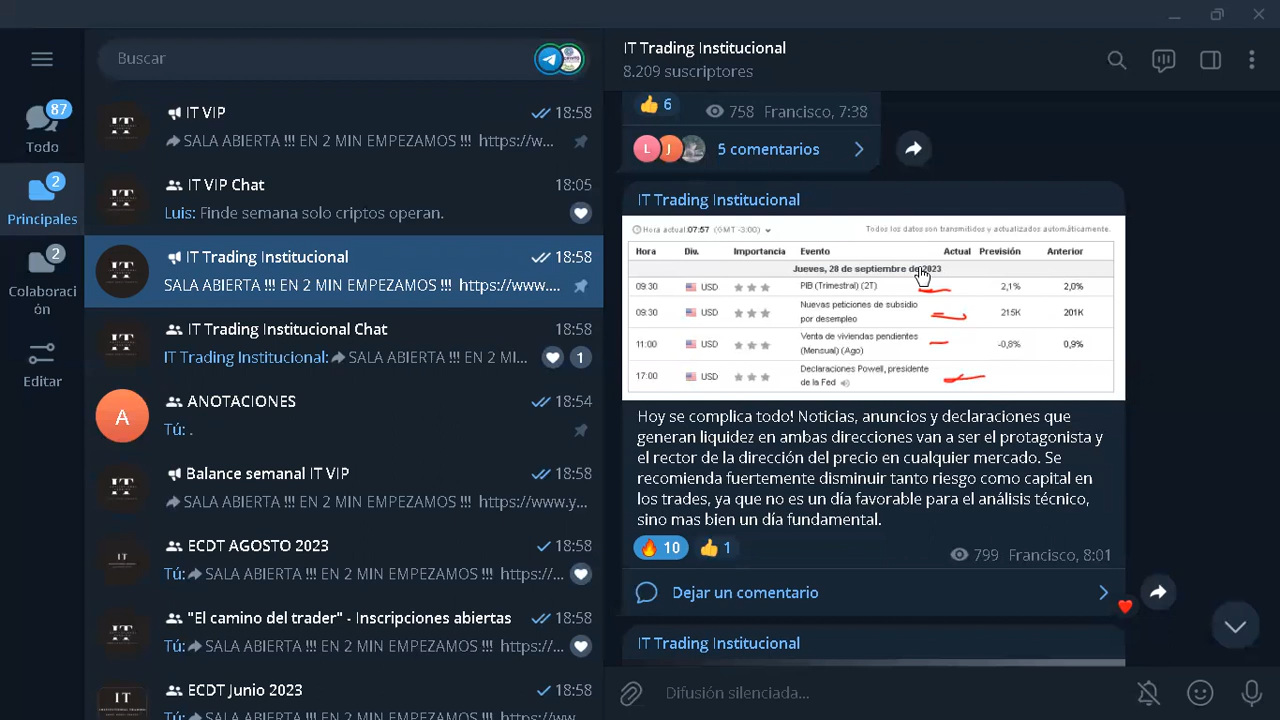 Buscar
87
Todo
2
Principales
2
Colaboraci
ón
Editar
IT VIP
18:58
SALA ABIERTA !!! EN 2 MIN EMPEZAMOS !!!  https://w...
IT VIP Chat
18:05
Luis: Finde semana solo criptos operan.
IT Trading Institucional
18:58
SALA ABIERTA !!! EN 2 MIN EMPEZAMOS !!!  https://www....
IT Trading Institucional Chat
18:58
IT Trading Institucional: SALA ABIERTA !!! EN 2 MI...
1
A
ANOTACIONES
18:54
Tú: .
Balance semanal IT VIP
18:58
SALA ABIERTA !!! EN 2 MIN EMPEZAMOS !!!  https://www.y...
ECDT AGOSTO 2023
18:58
Tú: SALA ABIERTA !!! EN 2 MIN EMPEZAMOS !!!  https://...
"El camino del trader" - Inscripciones abiertas
18:58
Tú: SALA ABIERTA !!! EN 2 MIN EMPEZAMOS !!!  https://...
ECDT Junio 2023
18:58
Tú: SALA ABIERTA !!! EN 2 MIN EMPEZAMOS !!!  https://www...
IT Trading Institucional
8.209 suscriptores
6
758 Francisco, 7:38
L J
5 comentarios
IT Trading Institucional
Hora actual:07:57 (GMT -3:00)
Todos los datos son transmitidos y actualizados automáticamente.
Hora Div. Importancia Evento Actual Previsión Anterior
Jueves, 28 de septiembre de 2023
09:30 USD PIB (Trimestral) (2T) 2,1% 2,0%
09:30 USD Nuevas peticiones de subsidio por desempleo 215K 201K
11:00 USD Venta de viviendas pendientes (Mensual) (Ago) -0,8% 0,9%
17:00 USD Declaraciones Powell, presidente de la Fed
Hoy se complica todo! Noticias, anuncios y declaraciones que
generan liquidez en ambas direcciones van a ser el protagonista y
el rector de la dirección del precio en cualquier mercado. Se
recomienda fuertemente disminuir tanto riesgo como capital en
los trades, ya que no es un día favorable para el análisis técnico,
sino mas bien un día fundamental.
10
1
799 Francisco, 8:01
Dejar un comentario
IT Trading Institucional
Difusión silenciada...